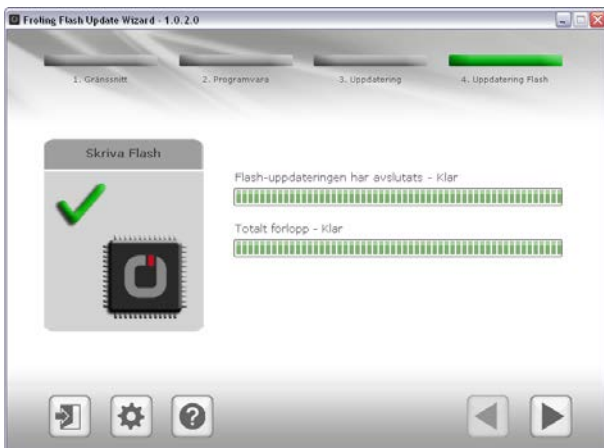 Froling Flash Update Wizard - 1.0.2.0
1. Gränssnitt
2. Programvara
3. Uppdatering
4. Uppdatering Flash
Skriva Flash
Flash-uppdateringen har avslutats - Klar
Totalt forlopp - Klar